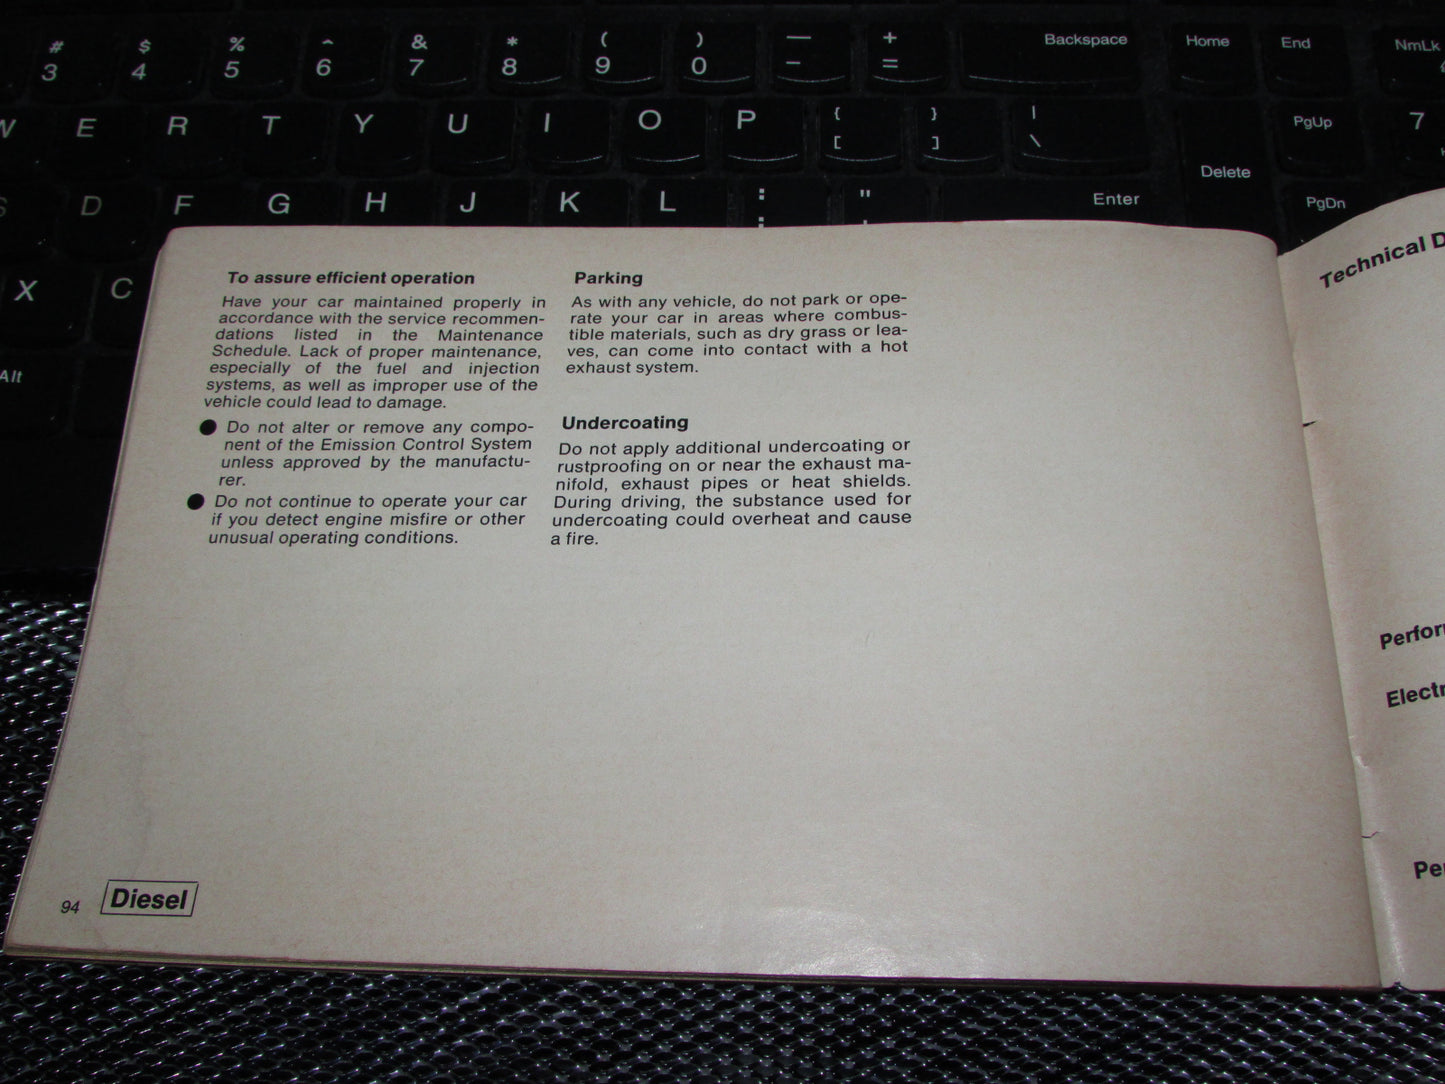 # $ % ^ & * ( ) — +
3 4 5 6 7 8 9 0 - =
Backspace
Home
End
NmLk
W E R T Y U I O P { } |
[ ] \
PgUp
7
Delete
S D F G H J K L : "
; '
Enter
PgDn
X C
Alt
To assure efficient operation
Have your car maintained properly in
accordance with the service recommen-
dations listed in the Maintenance
Schedule. Lack of proper maintenance,
especially of the fuel and injection
systems, as well as improper use of the
vehicle could lead to damage.
● Do not alter or remove any compo-
nent of the Emission Control System
unless approved by the manufactu-
rer.
● Do not continue to operate your car
if you detect engine misfire or other
unusual operating conditions.
Parking
As with any vehicle, do not park or ope-
rate your car in areas where combus-
tible materials, such as dry grass or lea-
ves, can come into contact with a hot
exhaust system.
Undercoating
Do not apply additional undercoating or
rustproofing on or near the exhaust ma-
nifold, exhaust pipes or heat shields.
During driving, the substance used for
undercoating could overheat and cause
a fire.
94 Diesel
Technical D
Perfor
Electr
Pe